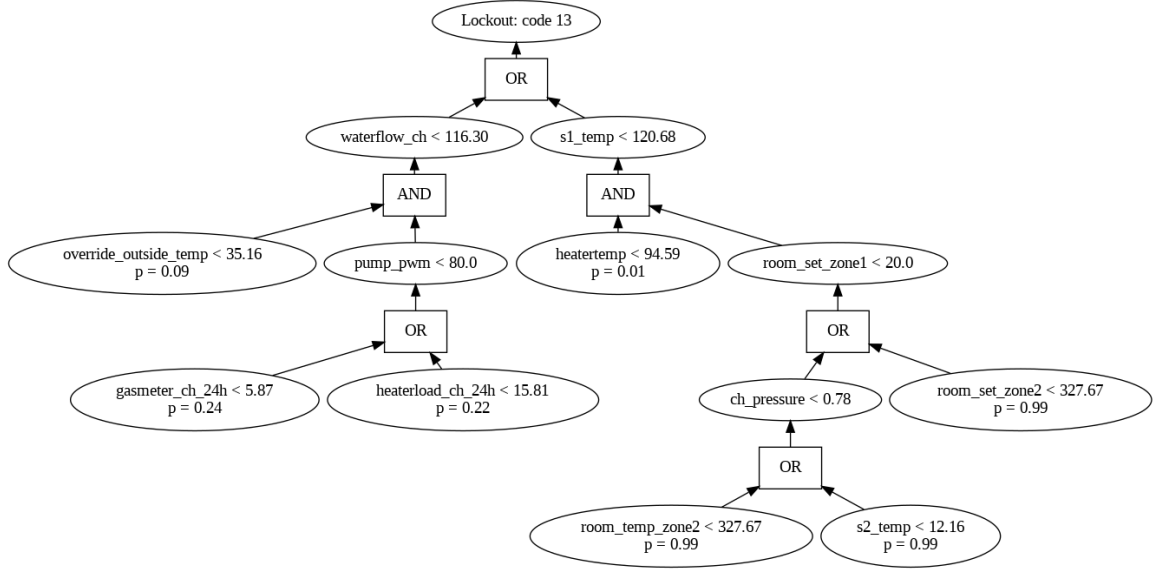 Lockout: code 13
OR
waterflow_ch < 116.30
s1_temp < 120.68
AND
AND
override_outside_temp < 35.16
p = 0.09
pump_pwm < 80.0
heatertemp < 94.59
p = 0.01
room_set_zone1 < 20.0
OR
OR
gasmeter_ch_24h < 5.87
p = 0.24
heaterload_ch_24h < 15.81
p = 0.22
ch_pressure < 0.78
room_set_zone2 < 327.67
p = 0.99
OR
room_temp_zone2 < 327.67
p = 0.99
s2_temp < 12.16
p = 0.99